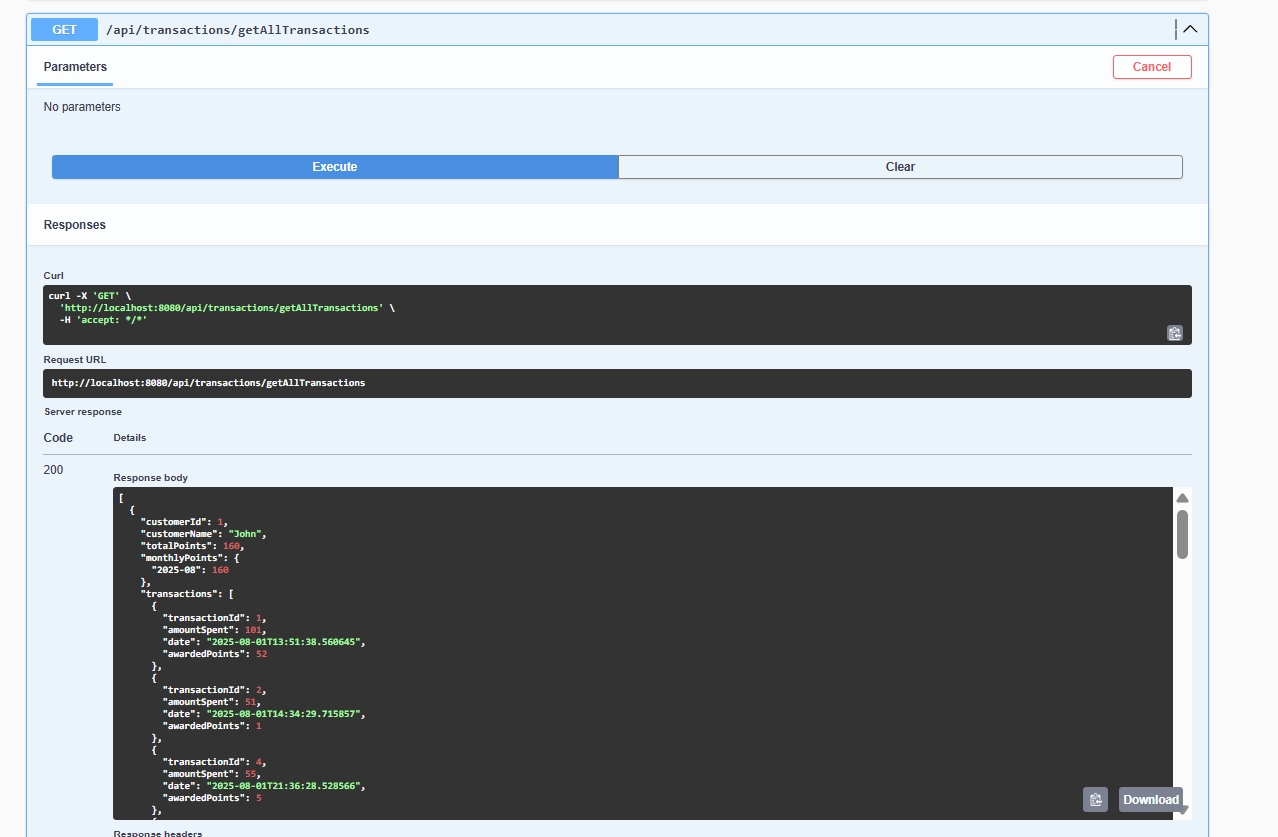 GET /api/transactions/getAllTransactions
Parameters
Cancel
No parameters
Execute
Clear
Responses
Curl
curl -X 'GET' \
  'http://localhost:8080/api/transactions/getAllTransactions' \
  -H 'accept: */*'
Request URL
http://localhost:8080/api/transactions/getAllTransactions
Server response
Code Details
200
Response body
[
  {
    "customerId": 1,
    "customerName": "John",
    "totalPoints": 160,
    "monthlyPoints": {
      "2025-08": 160
    },
    "transactions": [
      {
        "transactionId": 1,
        "amountSpent": 101,
        "date": "2025-08-01T13:51:38.560645",
        "awardedPoints": 52
      },
      {
        "transactionId": 2,
        "amountSpent": 51,
        "date": "2025-08-01T14:34:29.715857",
        "awardedPoints": 1
      },
      {
        "transactionId": 4,
        "amountSpent": 55,
        "date": "2025-08-01T21:36:28.528566",
        "awardedPoints": 5
      },
Download
Response headers